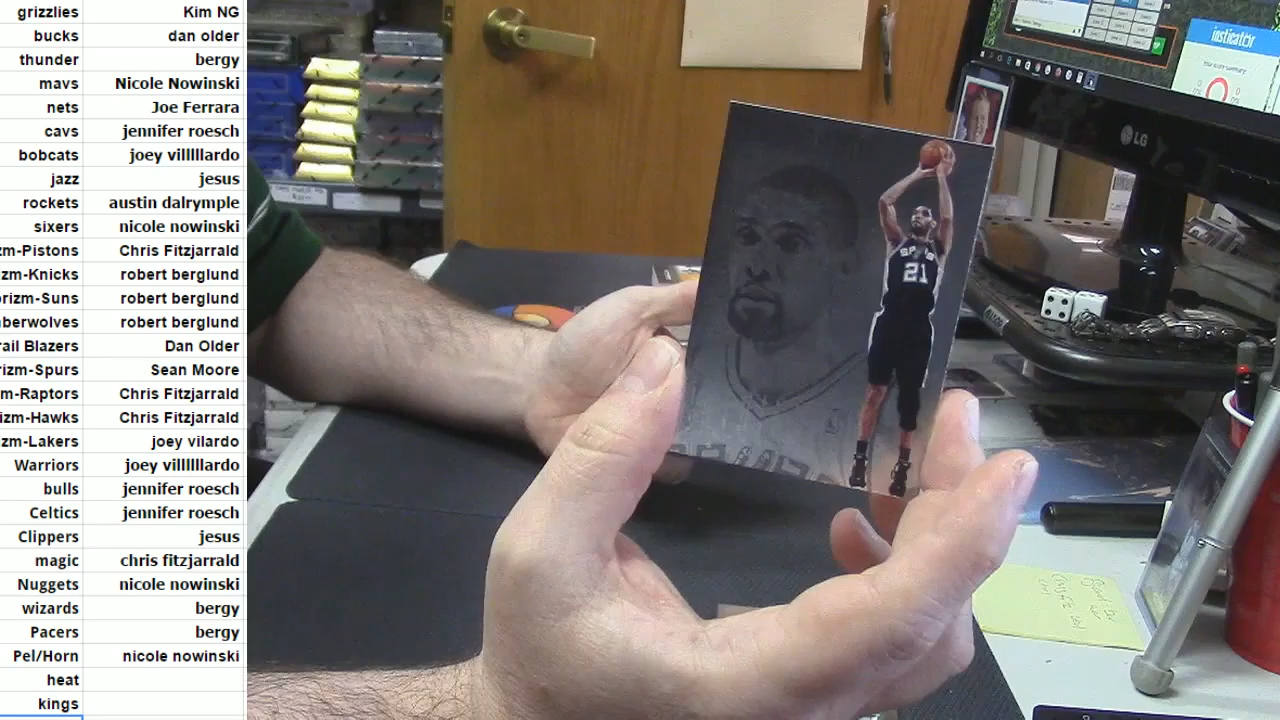 grizzlies Kim NG
bucks dan older
thunder bergy
mavs Nicole Nowinski
nets Joe Ferrara
cavs jennifer roesch
bobcats joey villlllardo
jazz jesus
rockets austin dalrymple
sixers nicole nowinski
zm-Pistons Chris Fitzjarrald
zm-Knicks robert berglund
rizm-Suns robert berglund
berwolves robert berglund
ail Blazers Dan Older
rizm-Spurs Sean Moore
m-Raptors Chris Fitzjarrald
izm-Hawks Chris Fitzjarrald
zm-Lakers joey vilardo
Warriors joey villlllardo
bulls jennifer roesch
Celtics jennifer roesch
Clippers jesus
magic chris fitzjarrald
Nuggets nicole nowinski
wizards bergy
Pacers bergy
Pel/Horn nicole nowinski
heat
kings
insticator
LG
SPURS
21